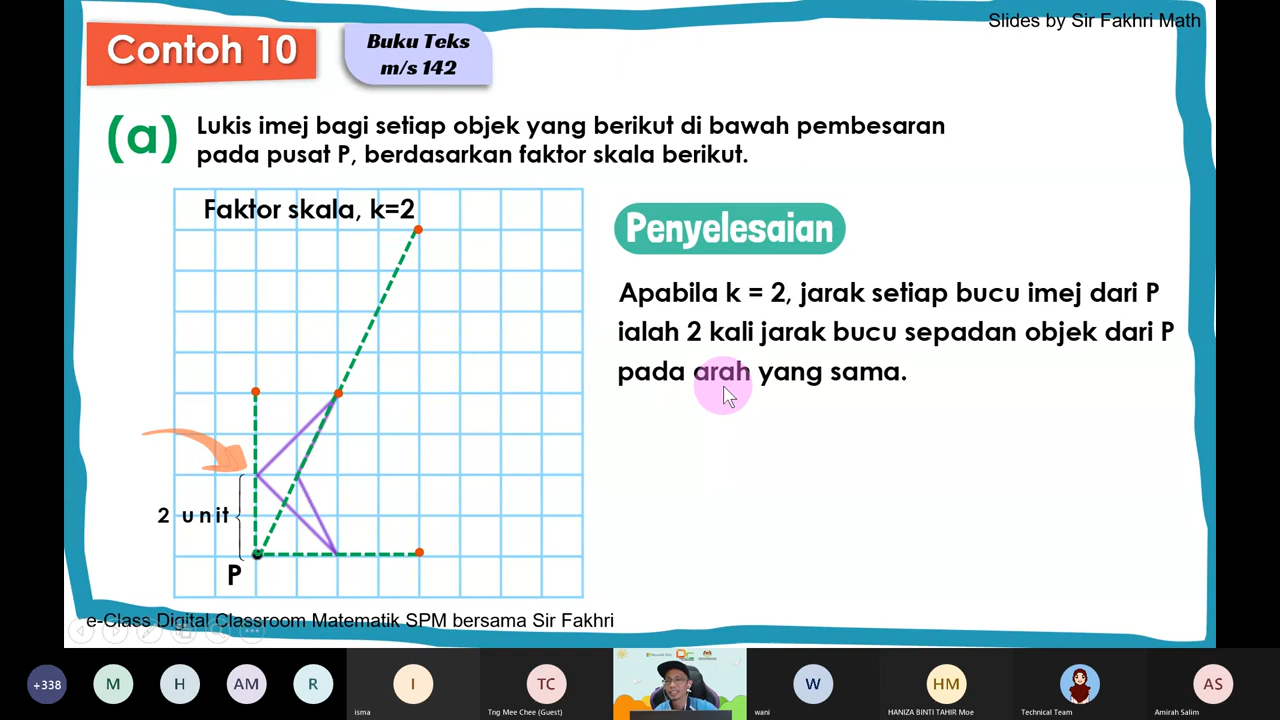 Slides by Sir Fakhri Math
Contoh 10
Buku Teks
m/s 142
(a)
Lukis imej bagi setiap objek yang berikut di bawah pembesaran
pada pusat P, berdasarkan faktor skala berikut.
Faktor skala, k=2
Penyelesaian
Apabila k = 2, jarak setiap bucu imej dari P
ialah 2 kali jarak bucu sepadan objek dari P
pada arah yang sama.
2 unit
P
e-Class Digital Classroom Matematik SPM bersama Sir Fakhri
+338
M
H
AM
R
I
TC
W
HM
AS
isma
Tng Mee Chee (Guest)
wani
HANIZA BINTI TAHIR Moe
Technical Team
Amirah Salim